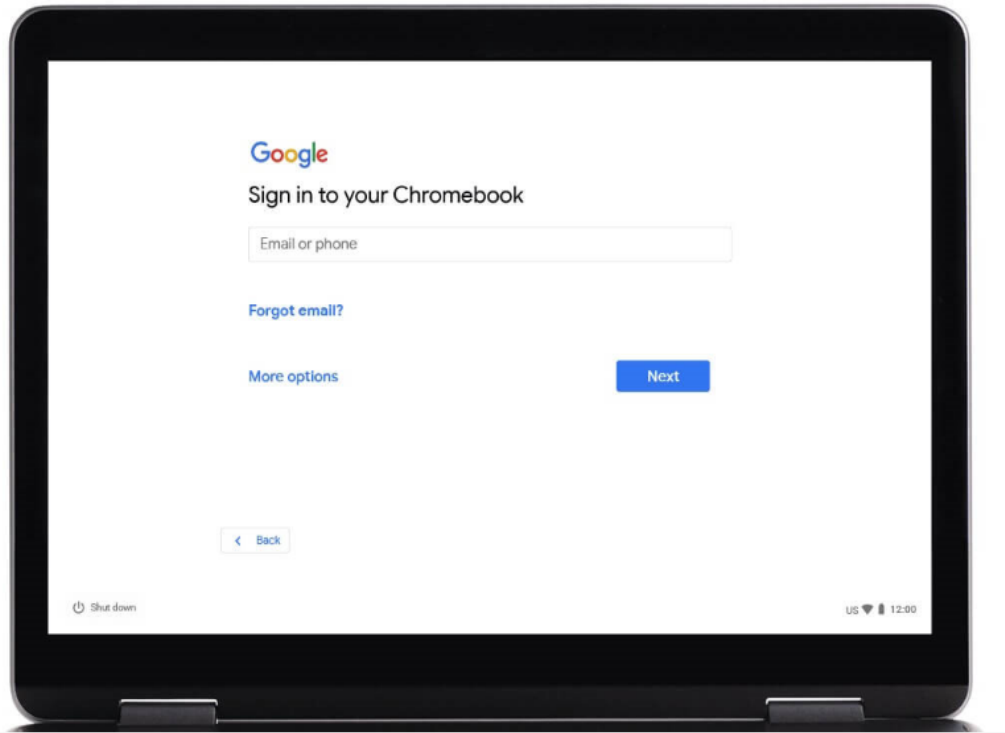 Google
Sign in to your Chromebook
Email or phone
Forgot email?
More options
Next
Back
Shut down
US
12:00